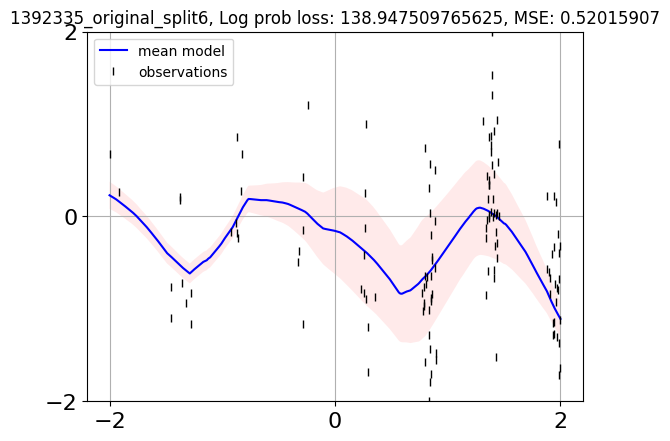 1392335_original_split6, Log prob loss: 138.947509765625, MSE: 0.52015907
2
mean model
observations
0
−2
−2
0
2